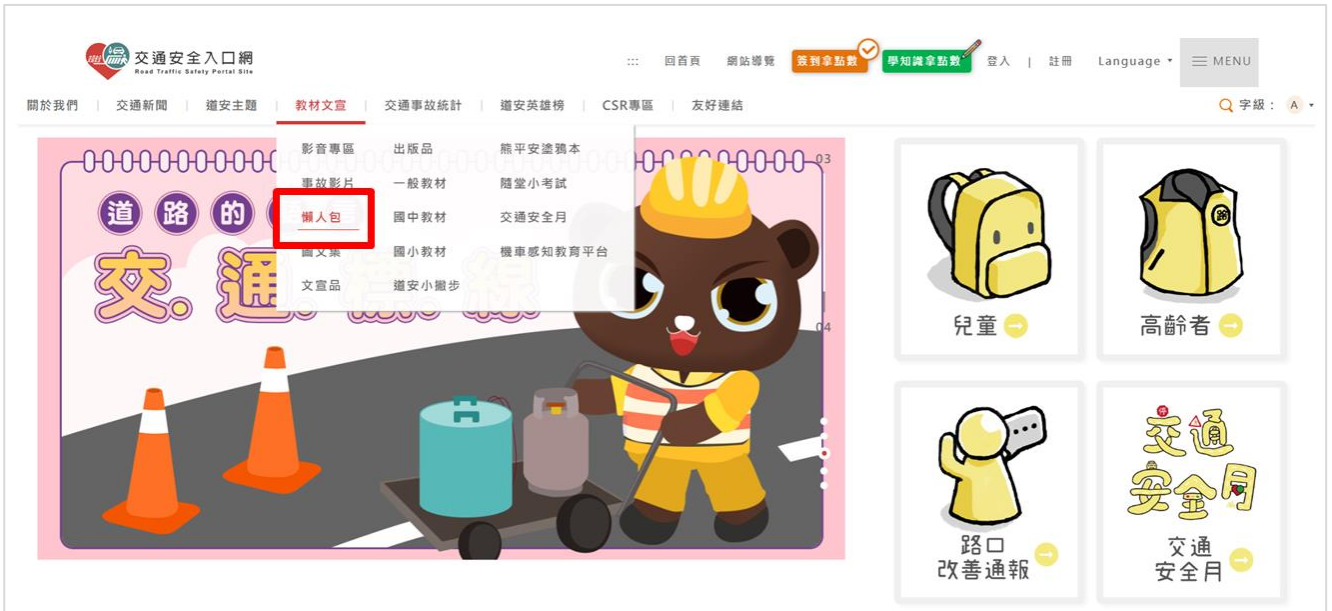 交通安全入口網
Road Traffic Safety Portal Site
::: 回首頁 網站導覽 簽到拿點數 學知識拿點數 登入 | 註冊 Language MENU
關於我們 交通新聞 道安主題 教材文宣 交通事故統計 道安英雄榜 CSR專區 友好連結 字級： A
影音專區 出版品 熊平安塗鴉本
事故影片 一般教材 隨堂小考試
懶人包 國中教材 交通安全月
圖文集 國小教材 機車感知教育平台
文宣品 道安小撇步
道路的
交.通.標.線
03
04
兒童
高齡者
路口
改善通報
交通
安全月
交通
安全月